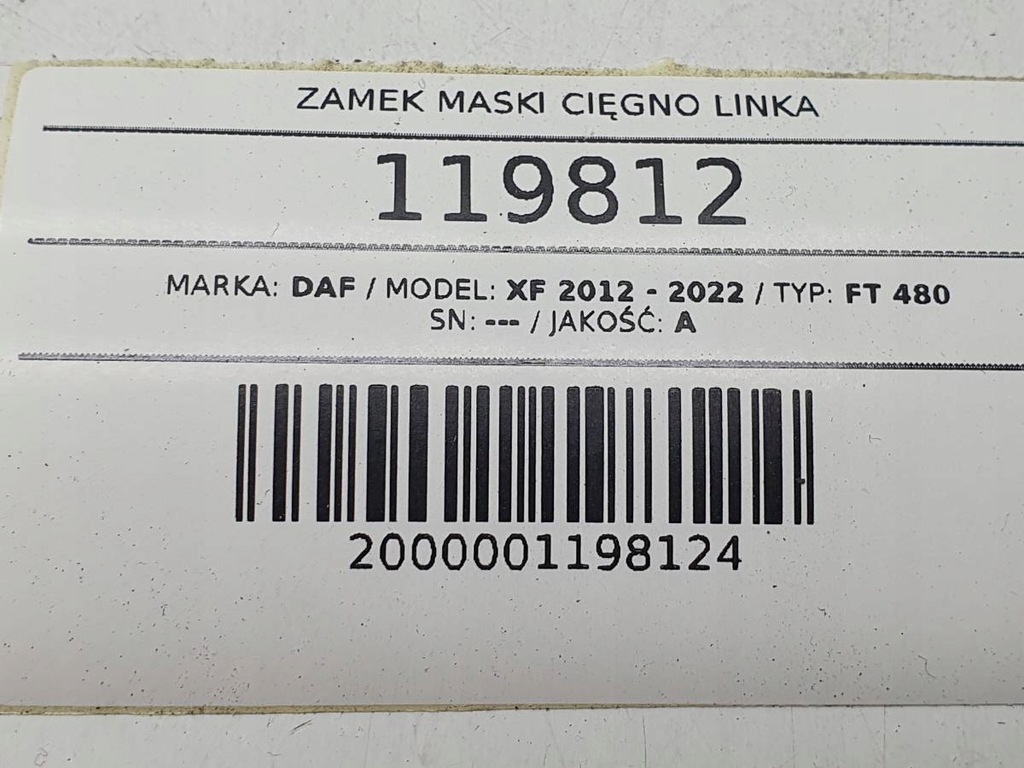 ZAMEK MASKI CIĘGNO LINKA
119812
MARKA: DAF / MODEL: XF 2012 - 2022 / TYP: FT 480
SN: --- / JAKOŚĆ: A
2000001198124